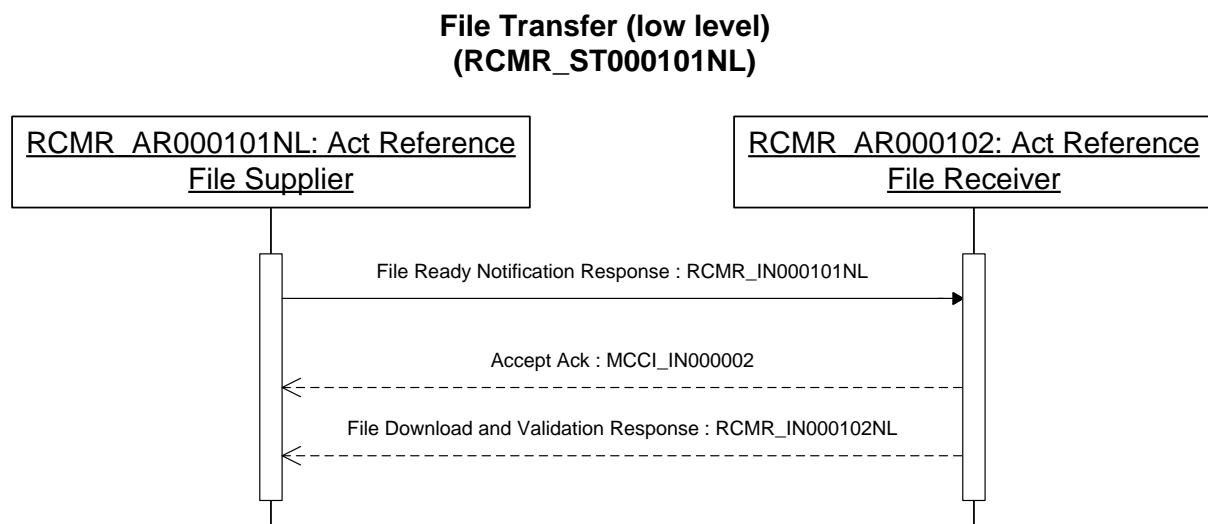 File Transfer (low level)
(RCMR_ST000101NL)
RCMR_AR000101NL: Act Reference
File Supplier
RCMR_AR000102: Act Reference
File Receiver
File Ready Notification Response : RCMR_IN000101NL
Accept Ack : MCCI_IN000002
File Download and Validation Response : RCMR_IN000102NL